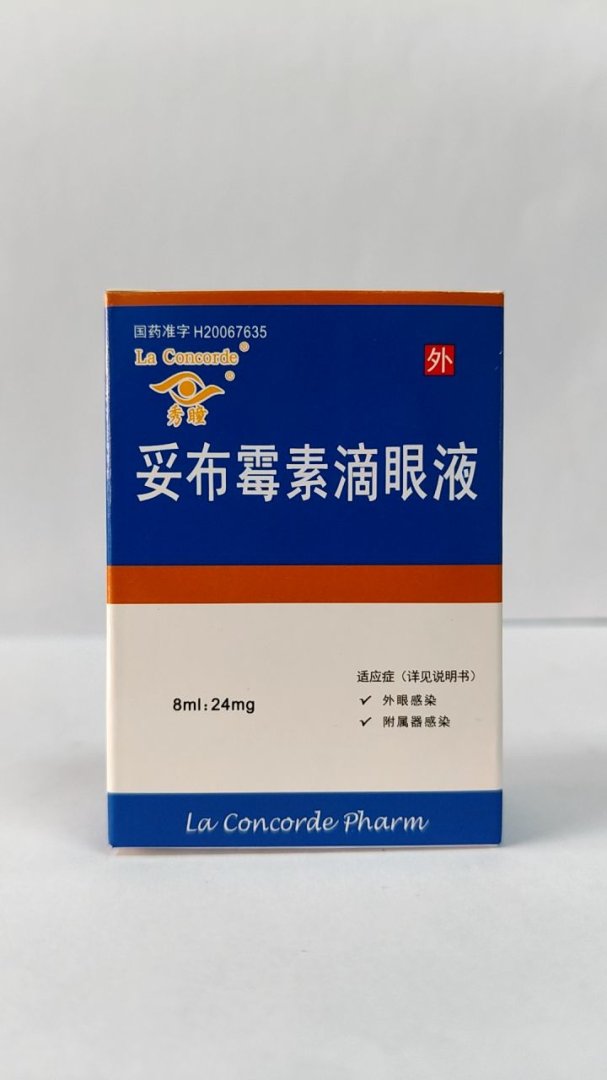 国药准字 H20067635
La Concorde®
®
秀瞳
外
妥布霉素滴眼液
适应症（详见说明书）
8ml:24mg
✓ 外眼感染
✓ 附属器感染
La Concorde Pharm